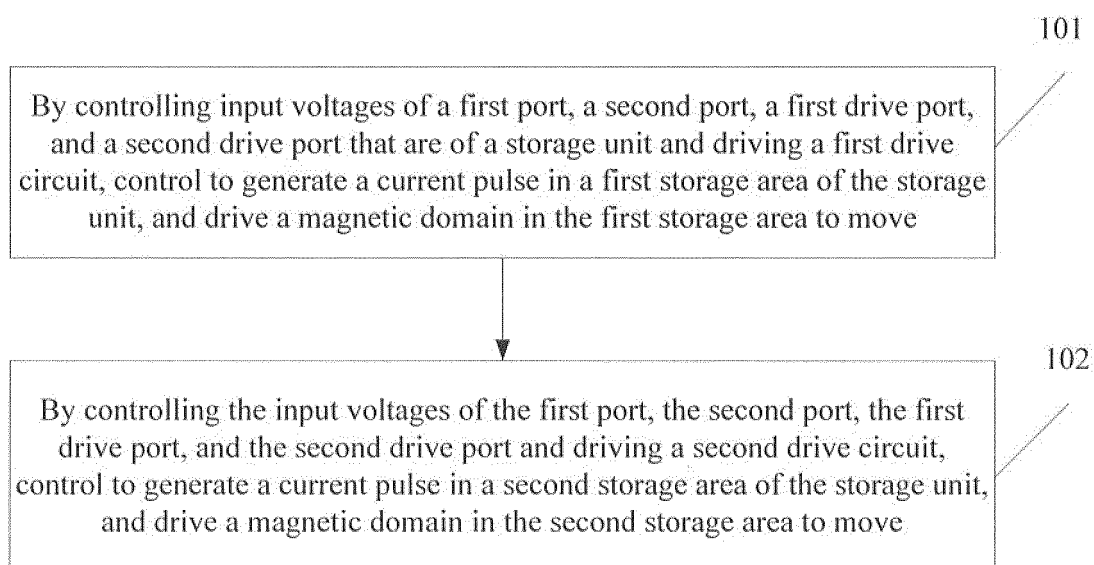 101
By controlling input voltages of a first port, a second port, a first drive port,
and a second drive port that are of a storage unit and driving a first drive
circuit, control to generate a current pulse in a first storage area of the storage
unit, and drive a magnetic domain in the first storage area to move
102
By controlling the input voltages of the first port, the second port, the first
drive port, and the second drive port and driving a second drive circuit,
control to generate a current pulse in a second storage area of the storage unit,
and drive a magnetic domain in the second storage area to move